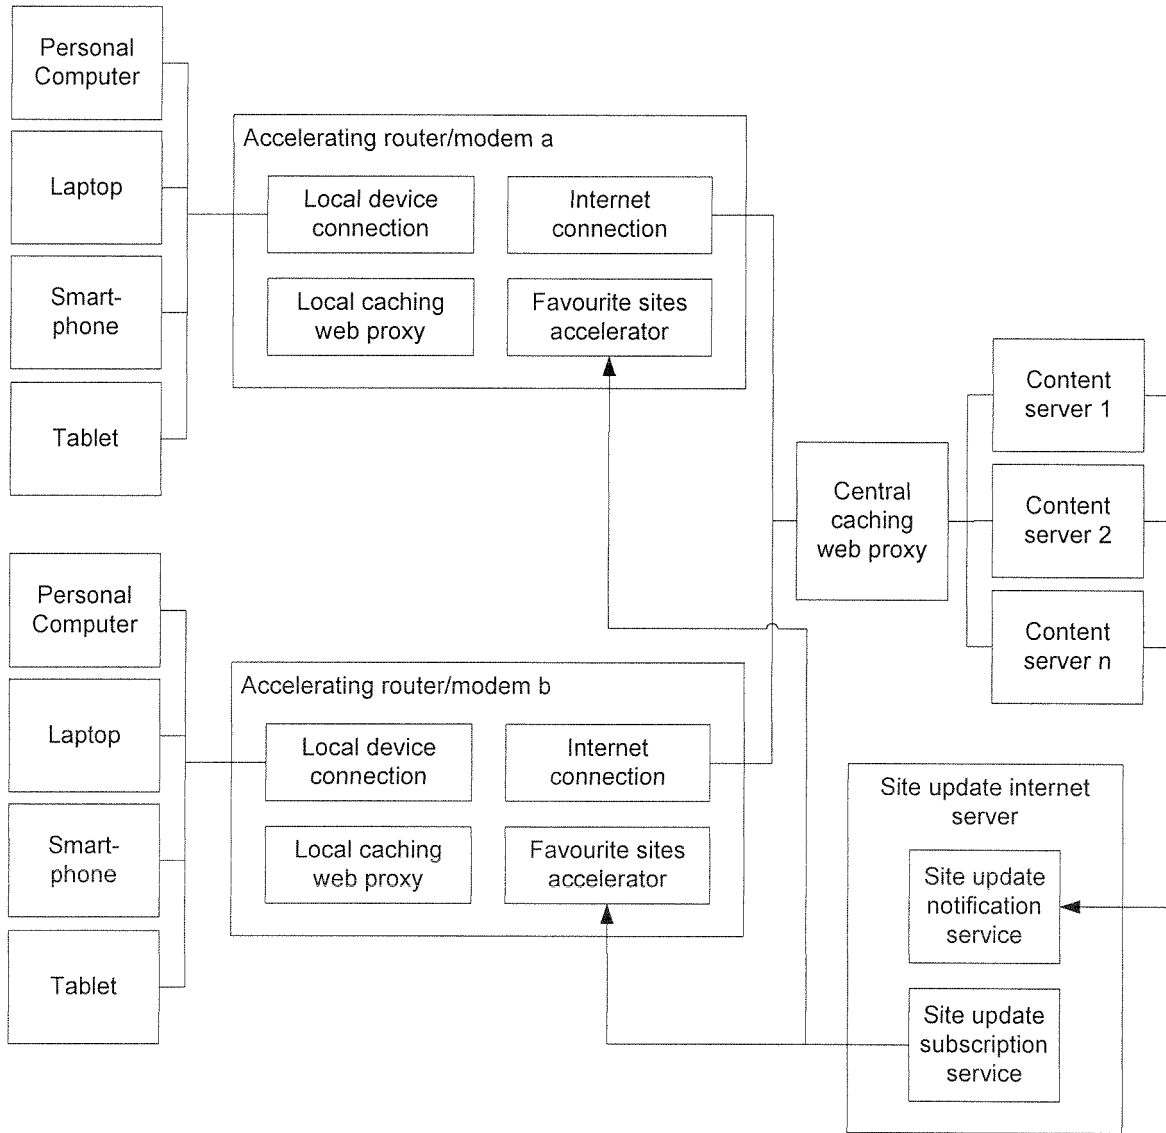 Personal
Computer
Laptop
Smart-
phone
Tablet
Accelerating router/modem a
Local device
connection
Internet
connection
Local caching
web proxy
Favourite sites
accelerator
Central
caching
web proxy
Content
server 1
Content
server 2
Content
server n
Personal
Computer
Laptop
Smart-
phone
Tablet
Accelerating router/modem b
Local device
connection
Internet
connection
Local caching
web proxy
Favourite sites
accelerator
Site update internet
server
Site update
notification
service
Site update
subscription
service